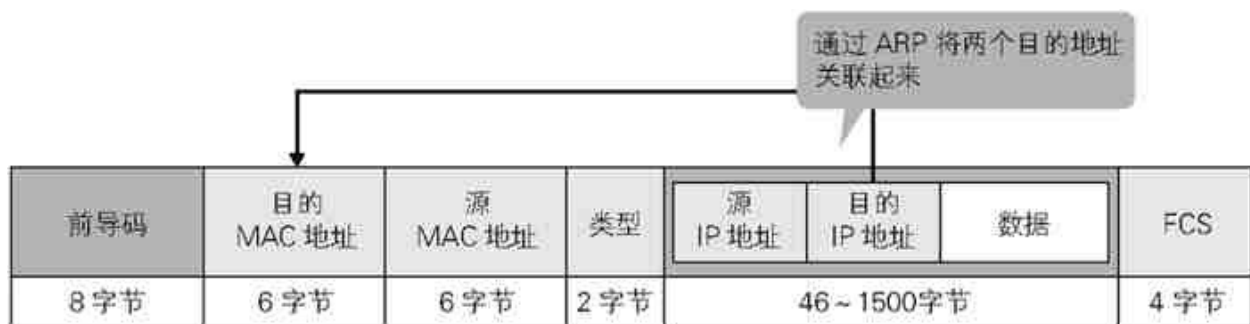 通过 ARP 将两个目的地址
关联起来
前导码
目的
MAC 地址
源
MAC 地址
类型
源
IP 地址
目的
IP 地址
数据
FCS
8 字节
6 字节
6 字节
2 字节
46~1500字节
4 字节